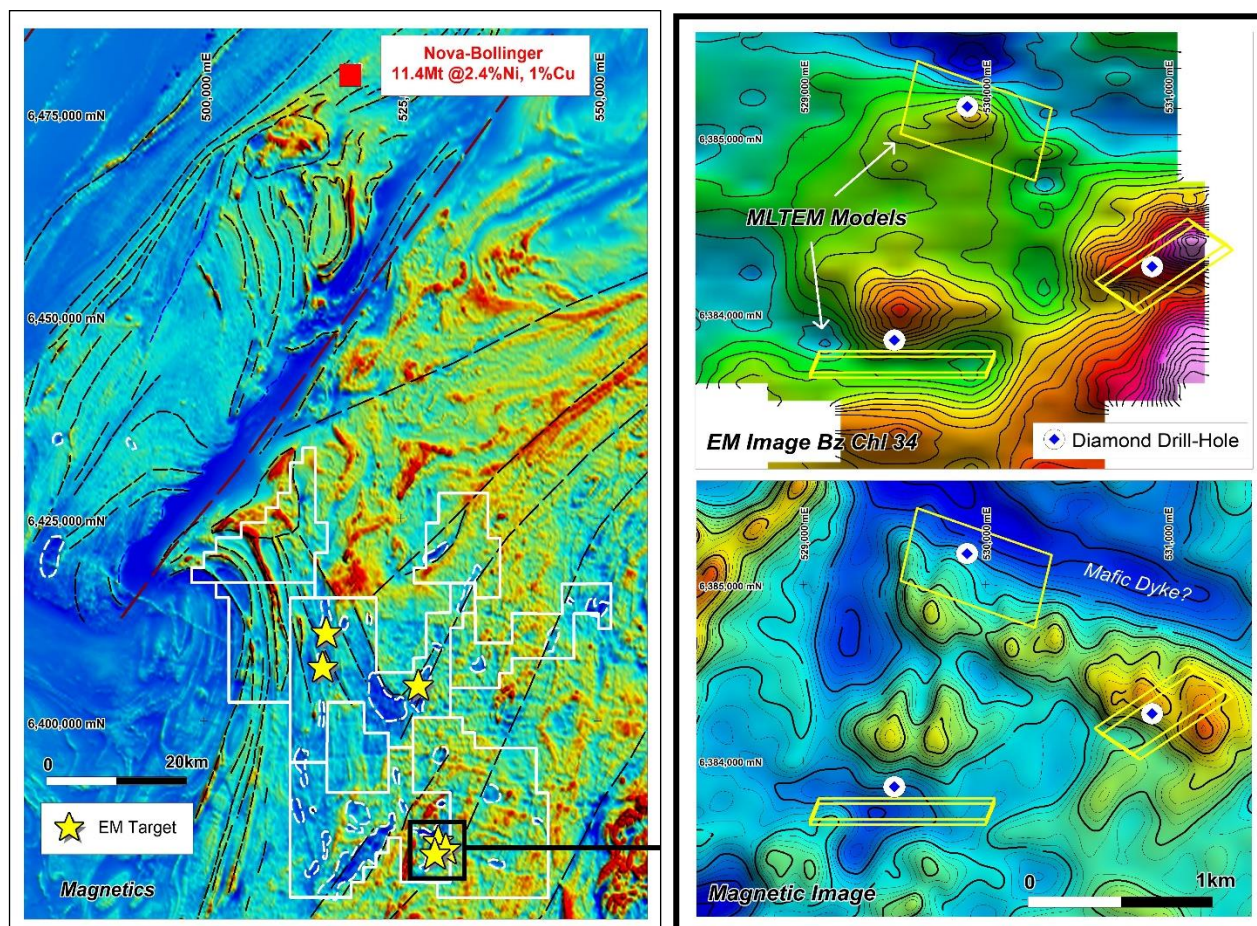 Nova-Bollinger
11.4Mt @2.4%Ni, 1%Cu
500,000 mE
550,000 mE
6,475,000 mN
6,450,000 mN
6,425,000 mN
6,400,000 mN
0 20km
EM Target
Magnetics
529,000 mE
530,000 mE
531,000 mE
6,385,000 mN
MLTEM Models
6,384,000 mN
EM Image Bz Chl 34
Diamond Drill-Hole
529,000 mE
530,000 mE
531,000 mE
6,385,000 mN
Mafic Dyke?
6,384,000 mN
Magnetic Image
0 1km